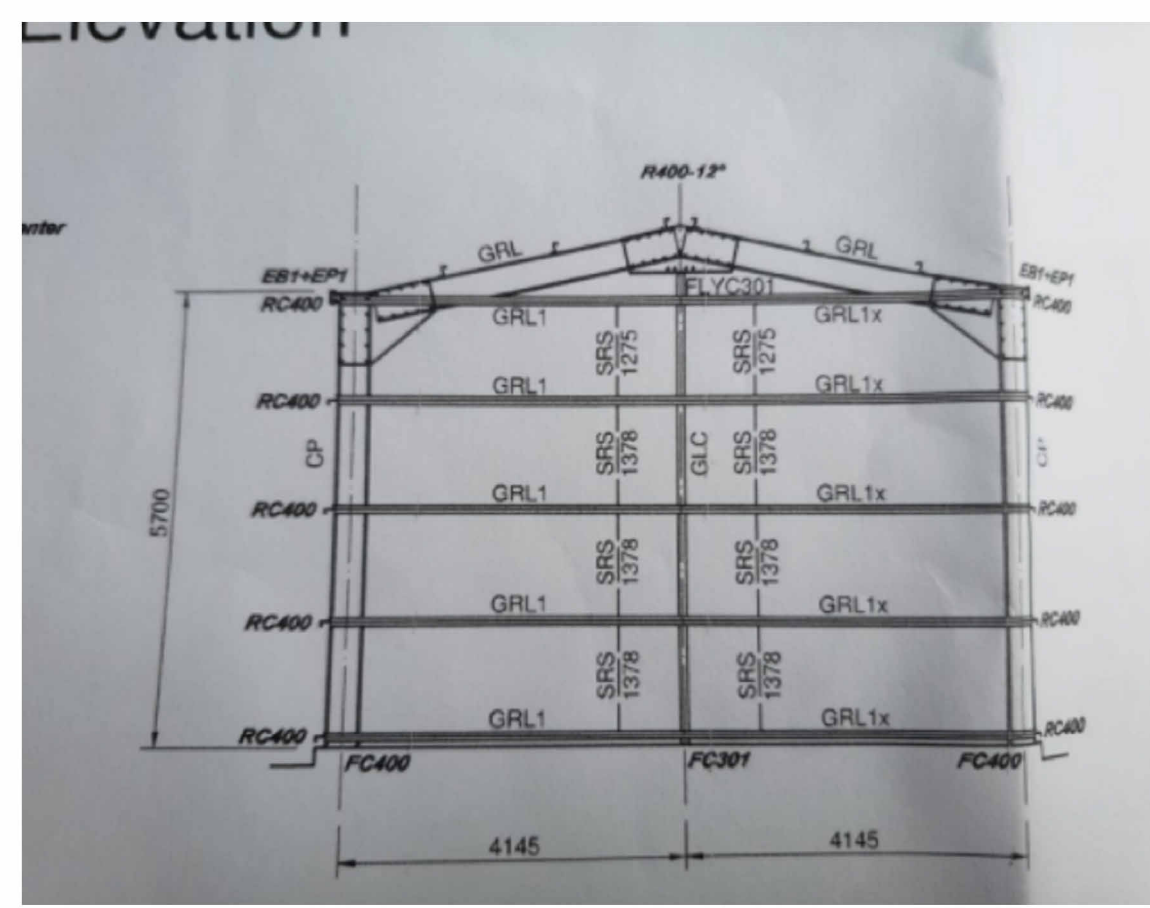 Elevation
R400-12°
enter
GRL
GRL
EB1+EP1
EB1+EP1
RC400
FLYC301
RC400
GRL1
GRL1x
SRS
1275
SRS
1275
GRL1
GRL1x
RC400
RC400
CP
SRS
1378
GLC
SRS
1378
CP
GRL1
GRL1x
5700
RC400
RC400
SRS
1378
SRS
1378
GRL1
GRL1x
RC400
RC400
SRS
1378
SRS
1378
GRL1
GRL1x
RC400
RC400
FC400
FC301
FC400
4145
4145